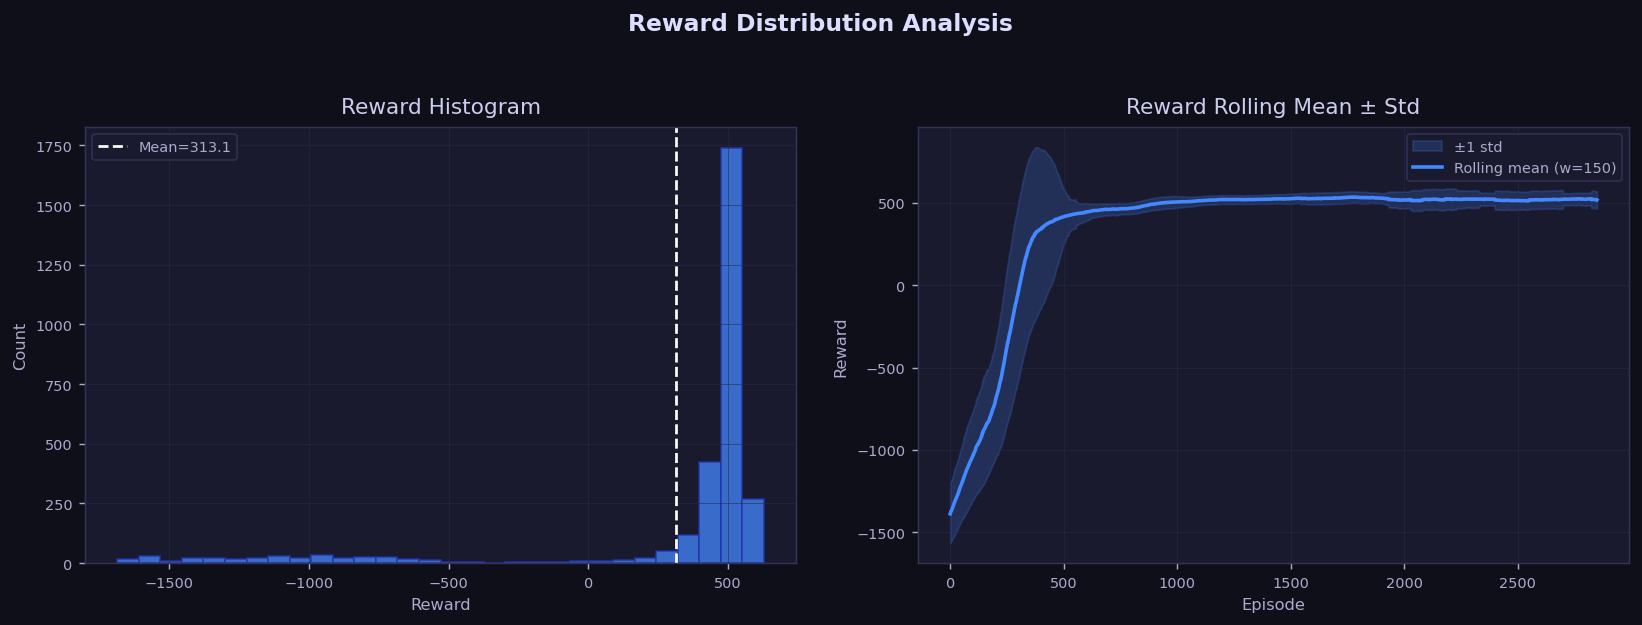 Reward Distribution Analysis
Reward Histogram
Mean=313.1
1750
1500
1250
1000
750
500
250
0
Count
−1500
−1000
−500
0
500
Reward
Reward Rolling Mean ± Std
±1 std
Rolling mean (w=150)
500
0
−500
−1000
−1500
Reward
0
500
1000
1500
2000
2500
Episode